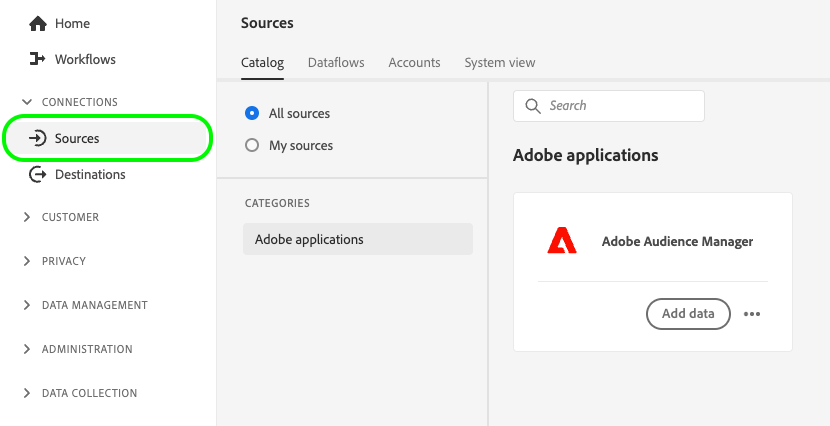 Home
Workflows
CONNECTIONS
Sources
Destinations
CUSTOMER
PRIVACY
DATA MANAGEMENT
ADMINISTRATION
DATA COLLECTION
Sources
Catalog Dataflows Accounts System view
All sources
My sources
CATEGORIES
Adobe applications
Search
Adobe applications
Adobe Audience Manager
Add data